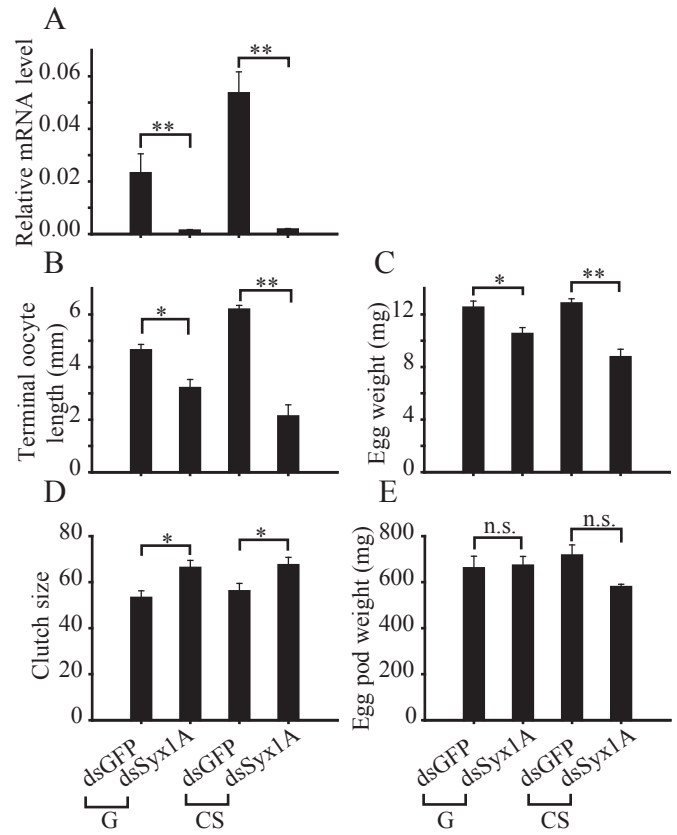 A
Relative mRNA level
0.06
0.04
0.02
0.00
**
**
B
Terminal oocyte
length (mm)
6
4
2
0
*
**
C
Egg weight (mg)
12
8
4
0
*
**
D
Clutch size
80
60
40
20
0
*
*
E
Egg pod weight (mg)
800
600
400
200
0
n.s.
n.s.
dsGFP
dsSyx1A
dsGFP
dsSyx1A
G
CS
dsGFP
dsSyx1A
dsGFP
dsSyx1A
G
CS